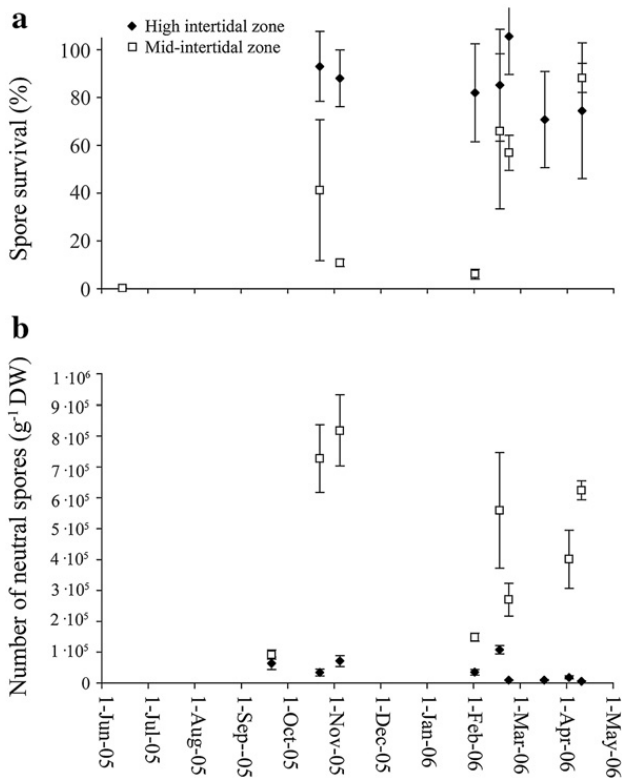 a
High intertidal zone
Mid-intertidal zone
Spore survival (%)
100
80
60
40
20
0
b
Number of neutral spores (g⁻¹ DW)
1·10⁶
9·10⁵
8·10⁵
7·10⁵
6·10⁵
5·10⁵
4·10⁵
3·10⁵
2·10⁵
1·10⁵
0
1-Jun-05
1-Jul-05
1-Aug-05
1-Sep-05
1-Oct-05
1-Nov-05
1-Dec-05
1-Jan-06
1-Feb-06
1-Mar-06
1-Apr-06
1-May-06